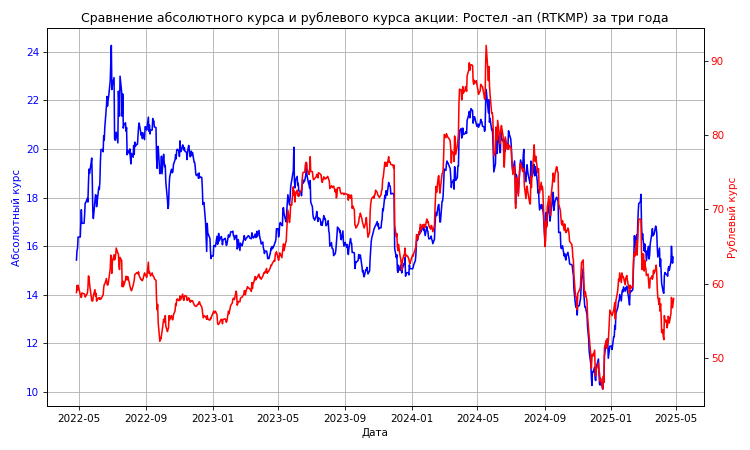 Сравнение абсолютного курса и рублевого курса акции: Ростел -ап (RTKMP) за три года
Абсолютный курс
24
22
20
18
16
14
12
10
90
80
70
60
50
Рублевый курс
2022-05 2022-09 2023-01 2023-05 2023-09 2024-01 2024-05 2024-09 2025-01 2025-05
Дата